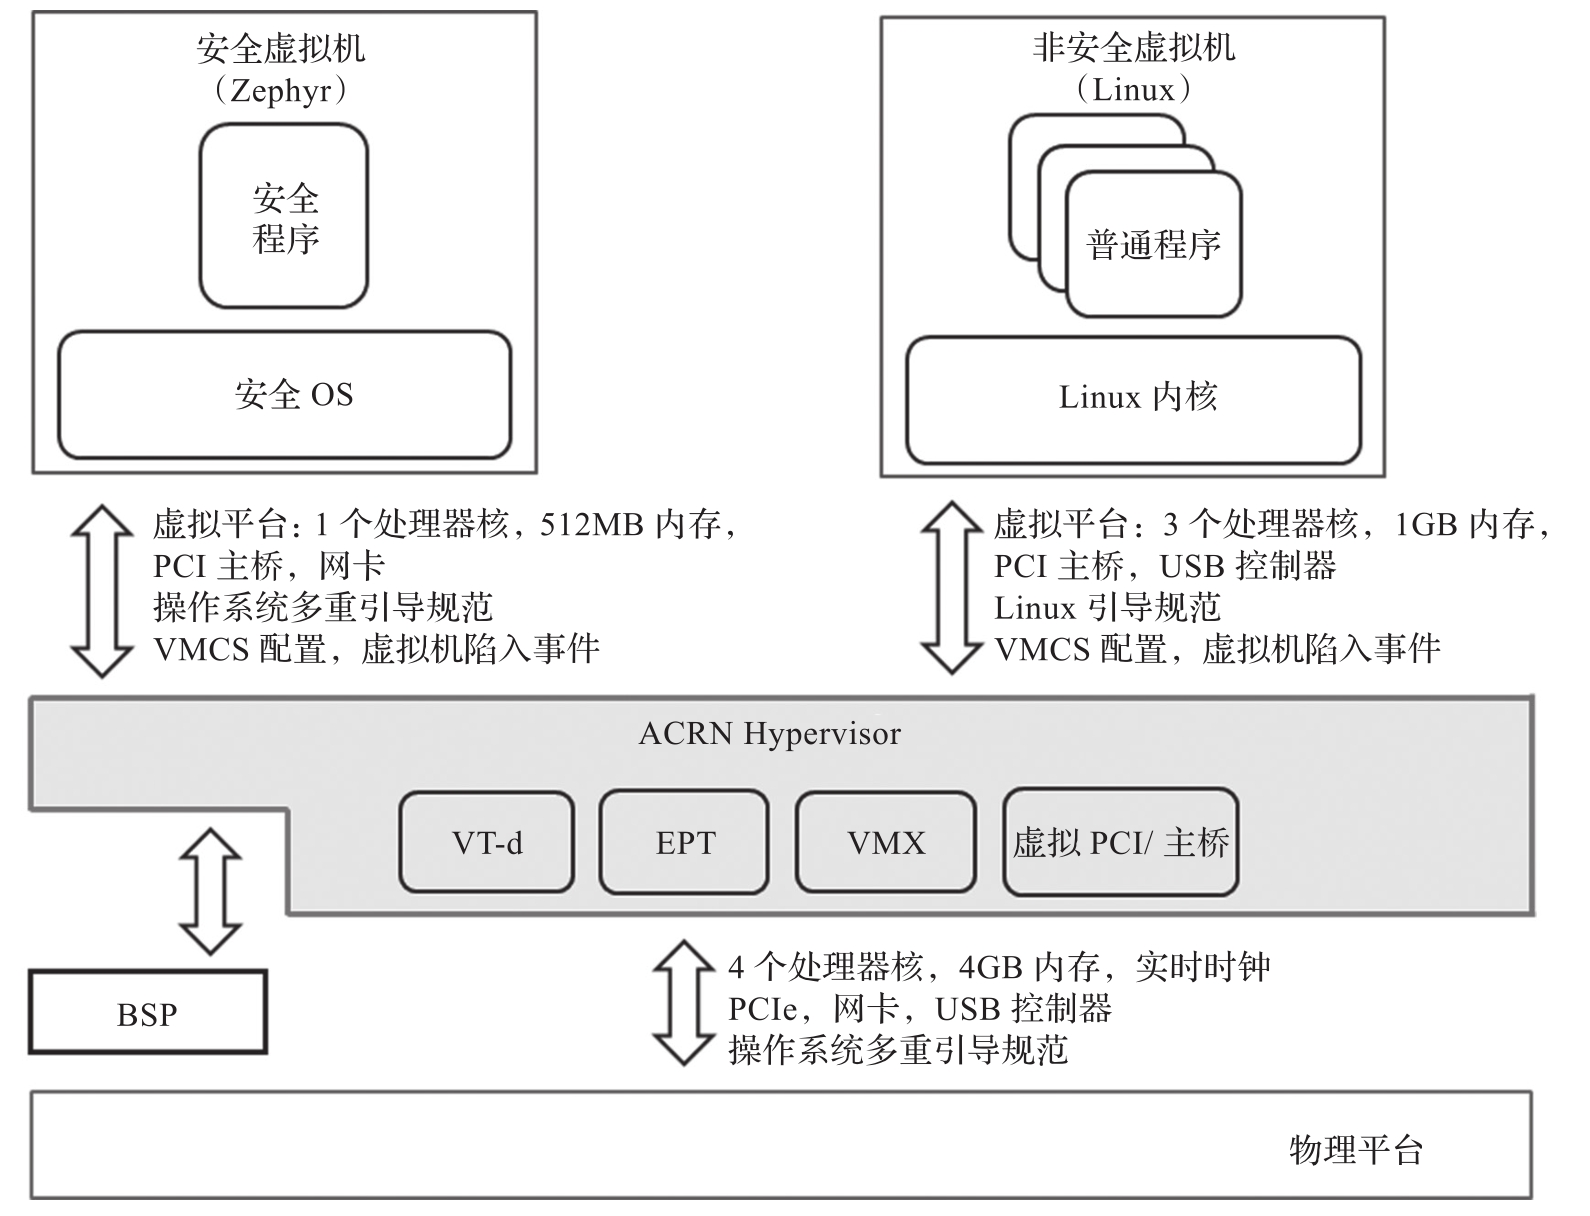 安全虚拟机
（Zephyr）
安全
程序
安全 OS
非安全虚拟机
（Linux）
普通程序
Linux 内核
虚拟平台：1 个处理器核，512MB 内存，
PCI 主桥，网卡
操作系统多重引导规范
VMCS 配置，虚拟机陷入事件
虚拟平台：3 个处理器核，1GB 内存，
PCI 主桥，USB 控制器
Linux 引导规范
VMCS 配置，虚拟机陷入事件
ACRN Hypervisor
VT-d
EPT
VMX
虚拟 PCI/ 主桥
BSP
4 个处理器核，4GB 内存，实时时钟
PCIe，网卡，USB 控制器
操作系统多重引导规范
物理平台